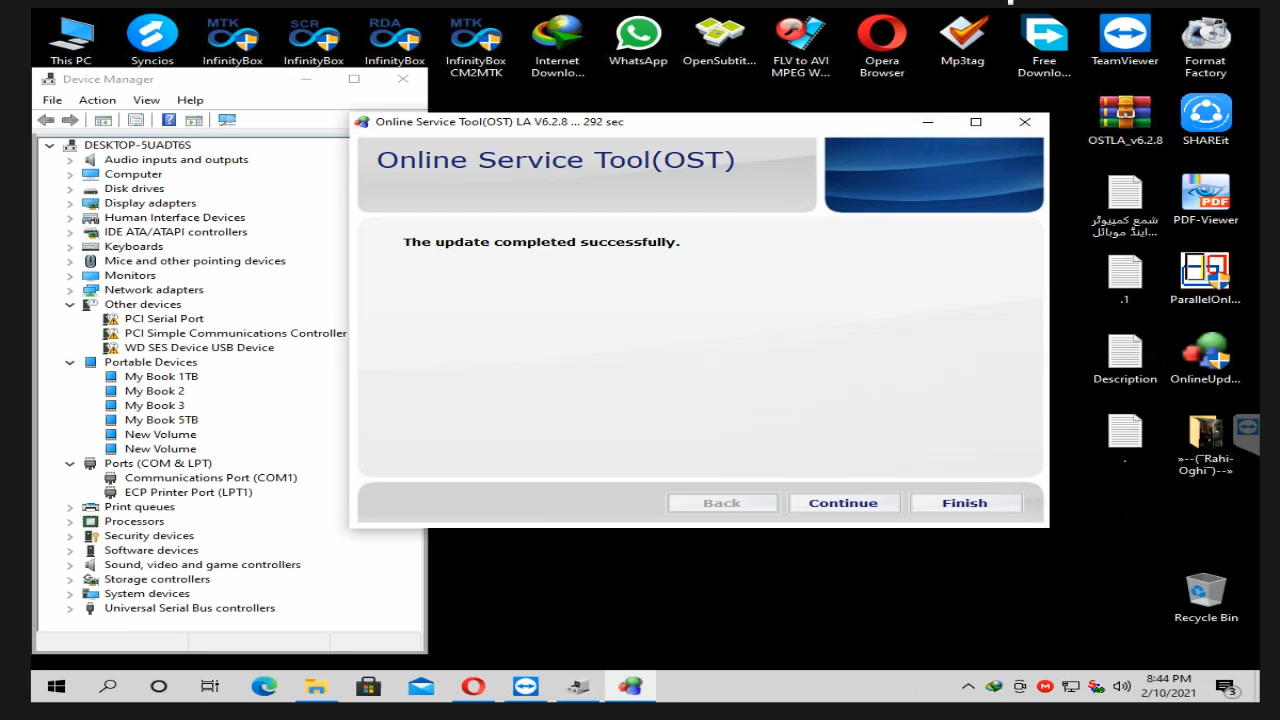 This PC
Syncios
MTK
InfinityBox
SCR
InfinityBox
RDA
InfinityBox
MTK
InfinityBox
CM2MTK
Internet
Downlo...
WhatsApp
OpenSubtit...
FLV to AVI
MPEG W...
Opera
Browser
Mp3tag
Free
Downlo...
TeamViewer
Format
Factory
OSTLA_v6.2.8
SHAREit
شمع کمپیوٹر
اینڈ موبائل...
PDF
PDF-Viewer
.1
ParallelOnl...
Description
OnlineUpd...
.
»--(¯Rahi-
Oghi¯)--»
Recycle Bin
Device Manager
File Action View Help
DESKTOP-5UADT6S
Audio inputs and outputs
Computer
Disk drives
Display adapters
Human Interface Devices
IDE ATA/ATAPI controllers
Keyboards
Mice and other pointing devices
Monitors
Network adapters
Other devices
PCI Serial Port
PCI Simple Communications Controller
WD SES Device USB Device
Portable Devices
My Book 1TB
My Book 2
My Book 3
My Book 5TB
New Volume
New Volume
Ports (COM & LPT)
Communications Port (COM1)
ECP Printer Port (LPT1)
Print queues
Processors
Security devices
Software devices
Sound, video and game controllers
Storage controllers
System devices
Universal Serial Bus controllers
Online Service Tool(OST) LA V6.2.8 ... 292 sec
Online Service Tool(OST)
The update completed successfully.
Back Continue Finish
8:44 PM
2/10/2021
3